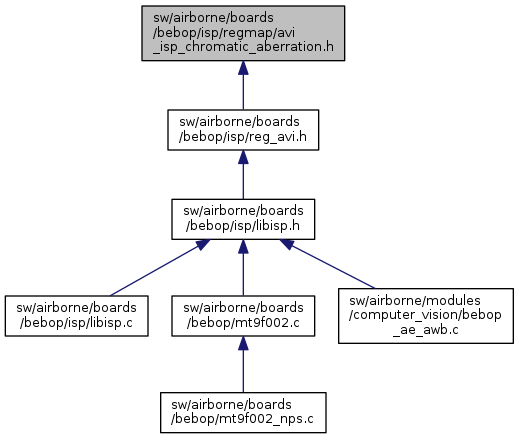 sw/airborne/boards
/bebop/isp/regmap/avi
_isp_chromatic_aberration.h
sw/airborne/boards
/bebop/isp/reg_avi.h
sw/airborne/boards
/bebop/isp/libisp.h
sw/airborne/boards
/bebop/isp/libisp.c
sw/airborne/boards
/bebop/mt9f002.c
sw/airborne/modules
/computer_vision/bebop
_ae_awb.c
sw/airborne/boards
/bebop/mt9f002_nps.c